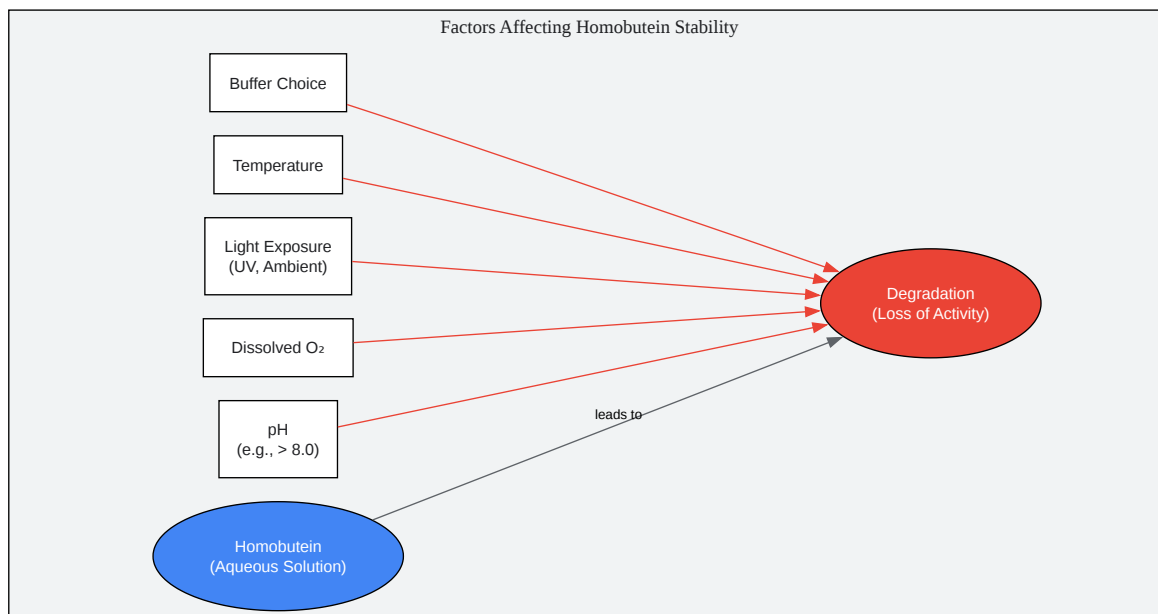 Factors Affecting Homobutein Stability
Buffer Choice
Temperature
Light Exposure
(UV, Ambient)
Degradation
(Loss of Activity)
Dissolved O₂
pH
(e.g., > 8.0)
leads to
Homobutein
(Aqueous Solution)